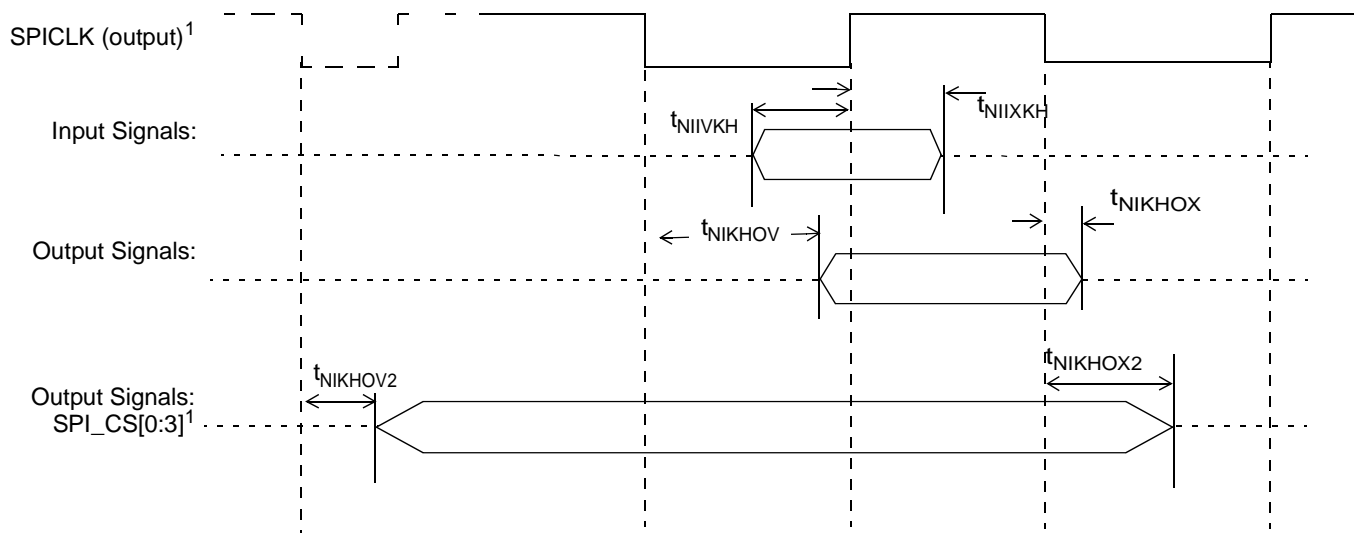 SPICLK (output)1
tNIIVKH
tNIIXKH
Input Signals:
tNIKHOX
tNIKHOV
Output Signals:
tNIKHOV2
tNIKHOX2
Output Signals:
SPI_CS[0:3]1